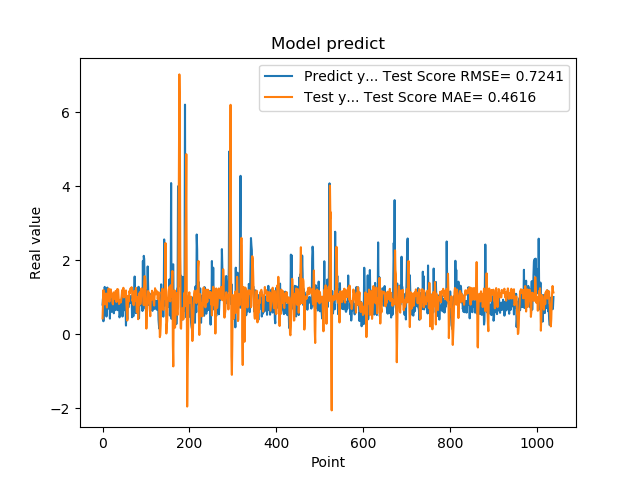 Model predict
Predict y... Test Score RMSE= 0.7241
Test y... Test Score MAE= 0.4616
Real value
6
4
2
0
−2
0 200 400 600 800 1000
Point